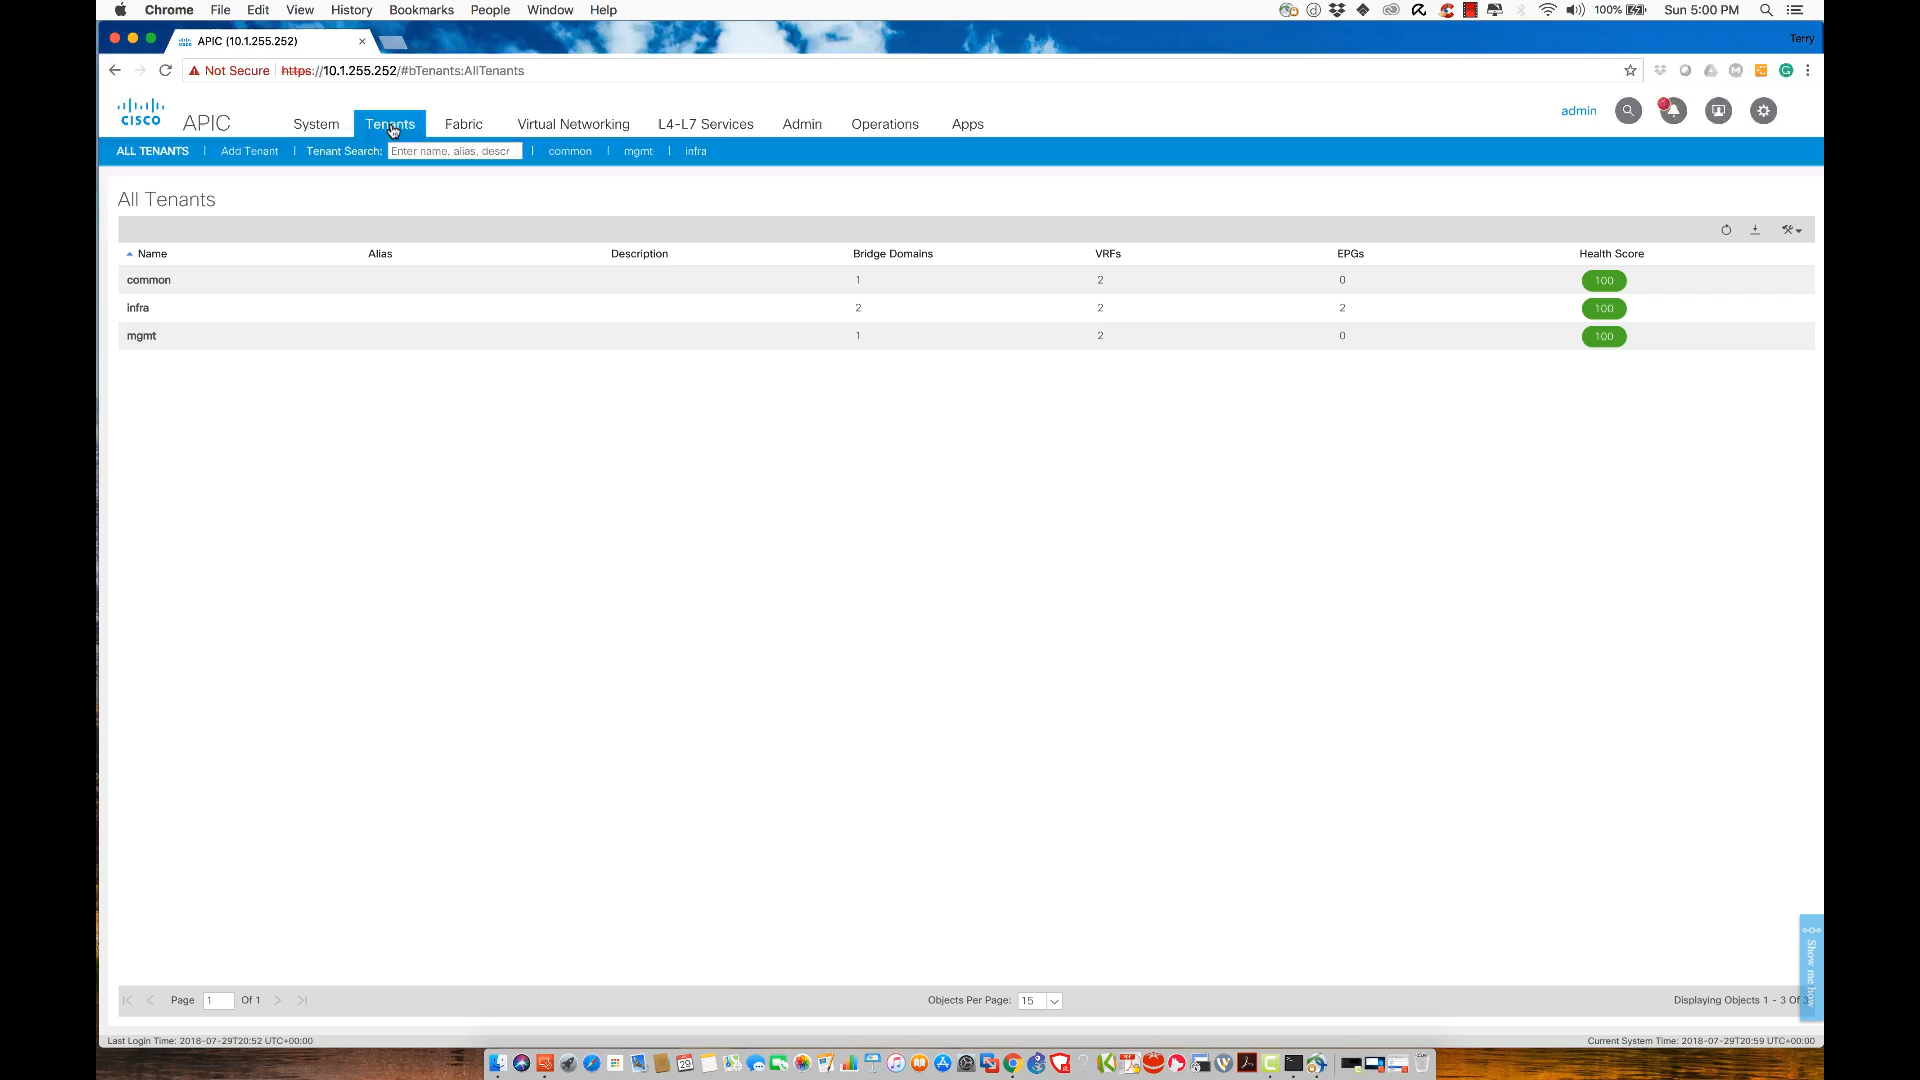 Chrome File Edit View History Bookmarks People Window Help 100% Sun 5:00 PM
APIC (10.1.255.252) Terry
Not Secure https://10.1.255.252/#bTenants:AllTenants
CISCO APIC System Tenants Fabric Virtual Networking L4-L7 Services Admin Operations Apps admin
ALL TENANTS | Add Tenant | Tenant Search: Enter name, alias, descr | common | mgmt | infra
All Tenants
Name Alias Description Bridge Domains VRFs EPGs Health Score
common 1 2 0 100
infra 2 2 2 100
mgmt 1 2 0 100
Show me how
Page 1 Of 1 Objects Per Page: 15 Displaying Objects 1 - 3 Of
Last Login Time: 2018-07-29T20:52 UTC+00:00 Current System Time: 2018-07-29T20:59 UTC+00:00